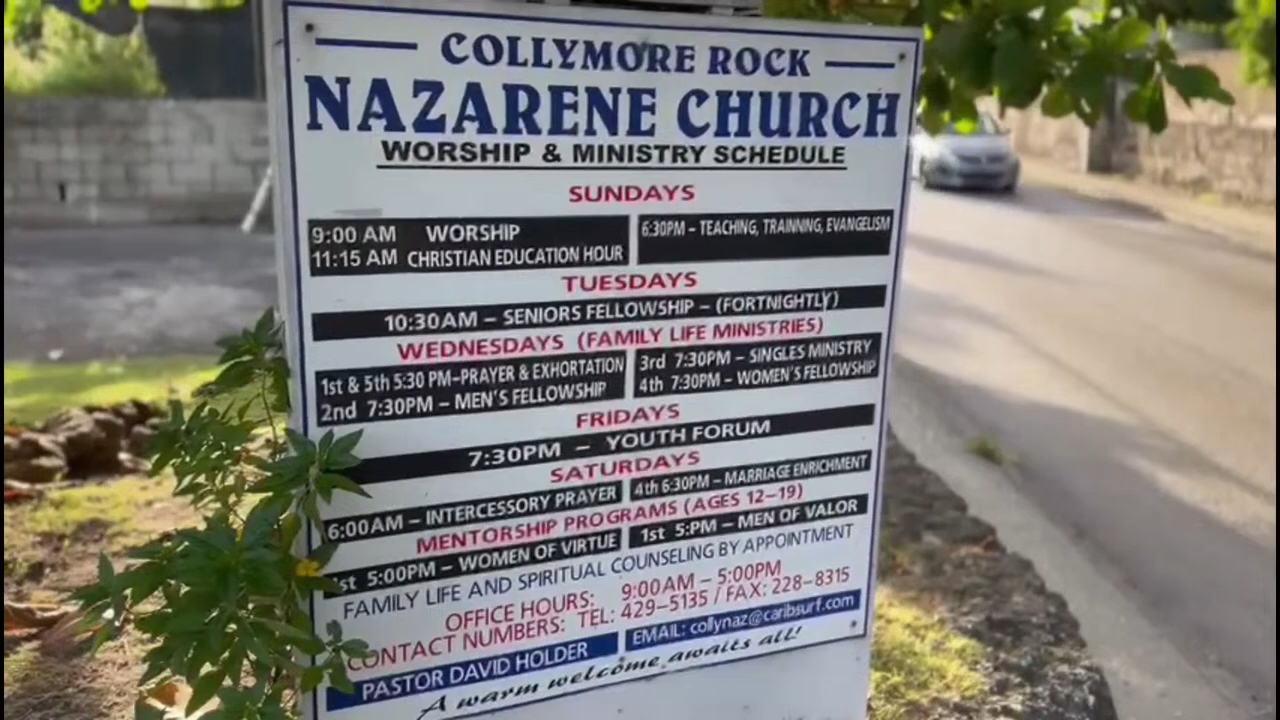 COLLYMORE ROCK
NAZARENE CHURCH
WORSHIP & MINISTRY SCHEDULE
SUNDAYS
9:00 AM WORSHIP
11:15 AM CHRISTIAN EDUCATION HOUR
6:30PM – TEACHING, TRAINNING, EVANGELISM
TUESDAYS
10:30AM – SENIORS FELLOWSHIP – (FORTNIGHTLY)
WEDNESDAYS (FAMILY LIFE MINISTRIES)
1st & 5th 5:30 PM–PRAYER & EXHORTATION
2nd 7:30PM – MEN'S FELLOWSHIP
3rd 7:30PM – SINGLES MINISTRY
4th 7:30PM – WOMEN'S FELLOWSHIP
FRIDAYS
7:30PM – YOUTH FORUM
SATURDAYS
6:00AM – INTERCESSORY PRAYER
4th 6:30PM – MARRIAGE ENRICHMENT
MENTORSHIP PROGRAMS (AGES 12–19)
1st 5:00PM – WOMEN OF VIRTUE
1st 5:PM – MEN OF VALOR
FAMILY LIFE AND SPIRITUAL COUNSELING BY APPOINTMENT
OFFICE HOURS: 9:00AM – 5:00PM
CONTACT NUMBERS: TEL: 429–5135 / FAX: 228–8315
PASTOR DAVID HOLDER
EMAIL: collynaz@caribsurf.com
A warm welcome awaits all!